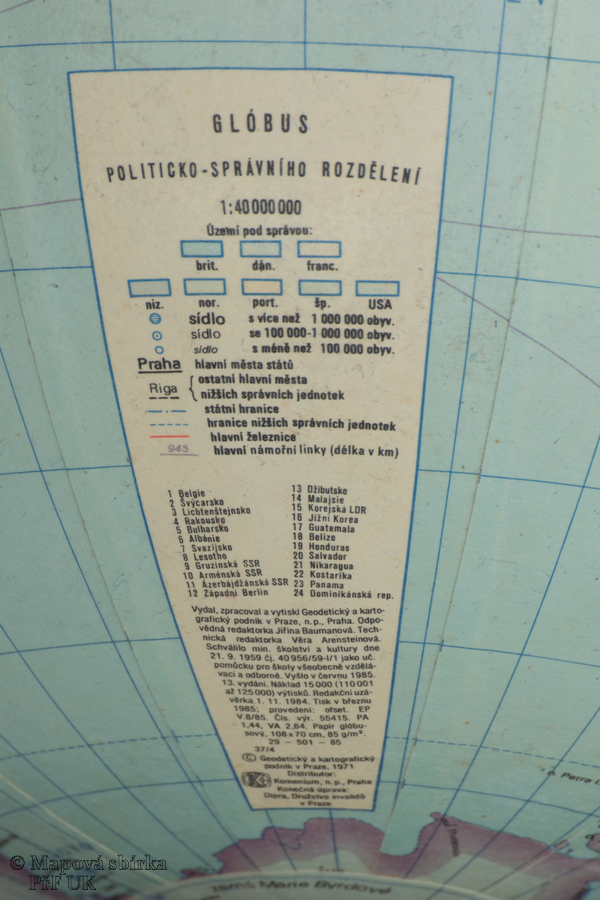 GLÓBUS
POLITICKO-SPRÁVNÍHO ROZDĚLENÍ
1:40 000 000
Území pod správou:
brit. dán. franc.
niz. nor. port. šp. USA
sídlo s více než 1 000 000 obyv.
sídlo se 100 000-1 000 000 obyv.
sídlo s méně než 100 000 obyv.
Praha hlavní města států
Riga { ostatní hlavní města
nižších správních jednotek
státní hranice
hranice nižších správních jednotek
hlavní železnice
945 hlavní námořní linky (délka v km)
1 Belgie
2 Švýcarsko
3 Lichtenštejnsko
4 Rakousko
5 Bulharsko
6 Albánie
7 Svazijsko
8 Lesotho
9 Gruzinská SSR
10 Arménská SSR
11 Azerbájdžánská SSR
12 Západní Berlín
13 Džibutsko
14 Malajsie
15 Korejská LDR
16 Jižní Korea
17 Guatemala
18 Belize
19 Honduras
20 Salvador
21 Nikaragua
22 Kostarika
23 Panama
24 Dominikánská rep.
Vydal, zpracoval a vytiskl Geodetický a karto-
grafický podnik v Praze, n.p., Praha. Odpo-
vědná redaktorka Jiřina Baumanová. Tech-
nická redaktorka Věra Arensteinová.
Schválilo min. školství a kultury dne
21. 9. 1959 čj. 40 956/59-I/1 jako uč.
pomůcku pro školy všeobecně vzdělá-
vací a odborné. Vyšlo v červnu 1985.
13. vydání. Náklad 15 000 (110 001
až 125 000) výtisků. Redakční uzá-
věrka 1. 11. 1984. Tisk v březnu
1985; provedení: ofset. EP
V.8/85. Čís. výr. 55415. PA
1,44, VA 2,64. Papír glóbu-
sový, 108x70 cm, 85 g/m².
29 – 501 – 85
37/4
© Geodetický a kartografický
podnik v Praze, 1971
Distributor:
Komenium, n.p., Praha
Konečná úprava:
Dipra, Družstvo invalidů
v Praze
Petra I.
země Marie Byrdové
© Mapová sbírka
PřF UK